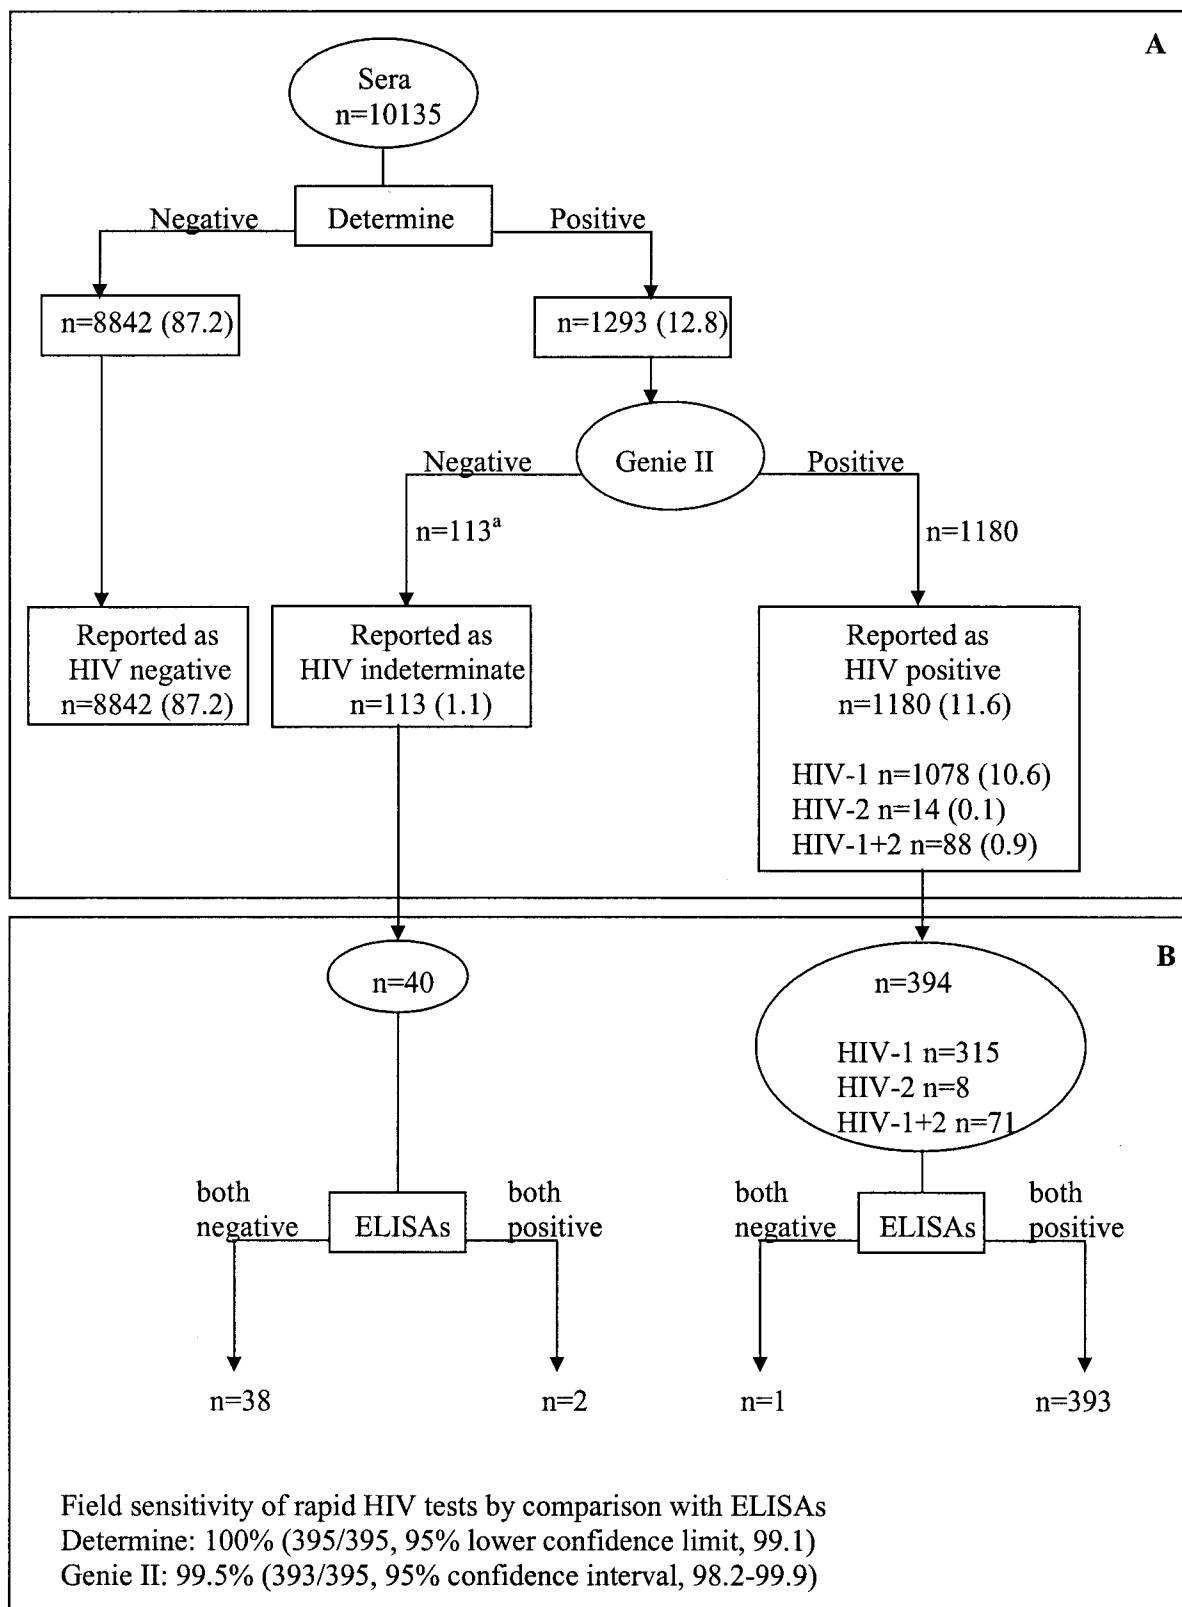 A
Sera
n=10135
Negative
Determine
Positive
n=8842 (87.2)
n=1293 (12.8)
Negative
Genie II
Positive
n=113ᵃ
n=1180
Reported as
HIV negative
n=8842 (87.2)
Reported as
HIV indeterminate
n=113 (1.1)
Reported as
HIV positive
n=1180 (11.6)
HIV-1 n=1078 (10.6)
HIV-2 n=14 (0.1)
HIV-1+2 n=88 (0.9)
B
n=40
n=394
HIV-1 n=315
HIV-2 n=8
HIV-1+2 n=71
both
negative
ELISAs
both
positive
both
negative
ELISAs
both
positive
n=38
n=2
n=1
n=393
Field sensitivity of rapid HIV tests by comparison with ELISAs
Determine: 100% (395/395, 95% lower confidence limit, 99.1)
Genie II: 99.5% (393/395, 95% confidence interval, 98.2-99.9)